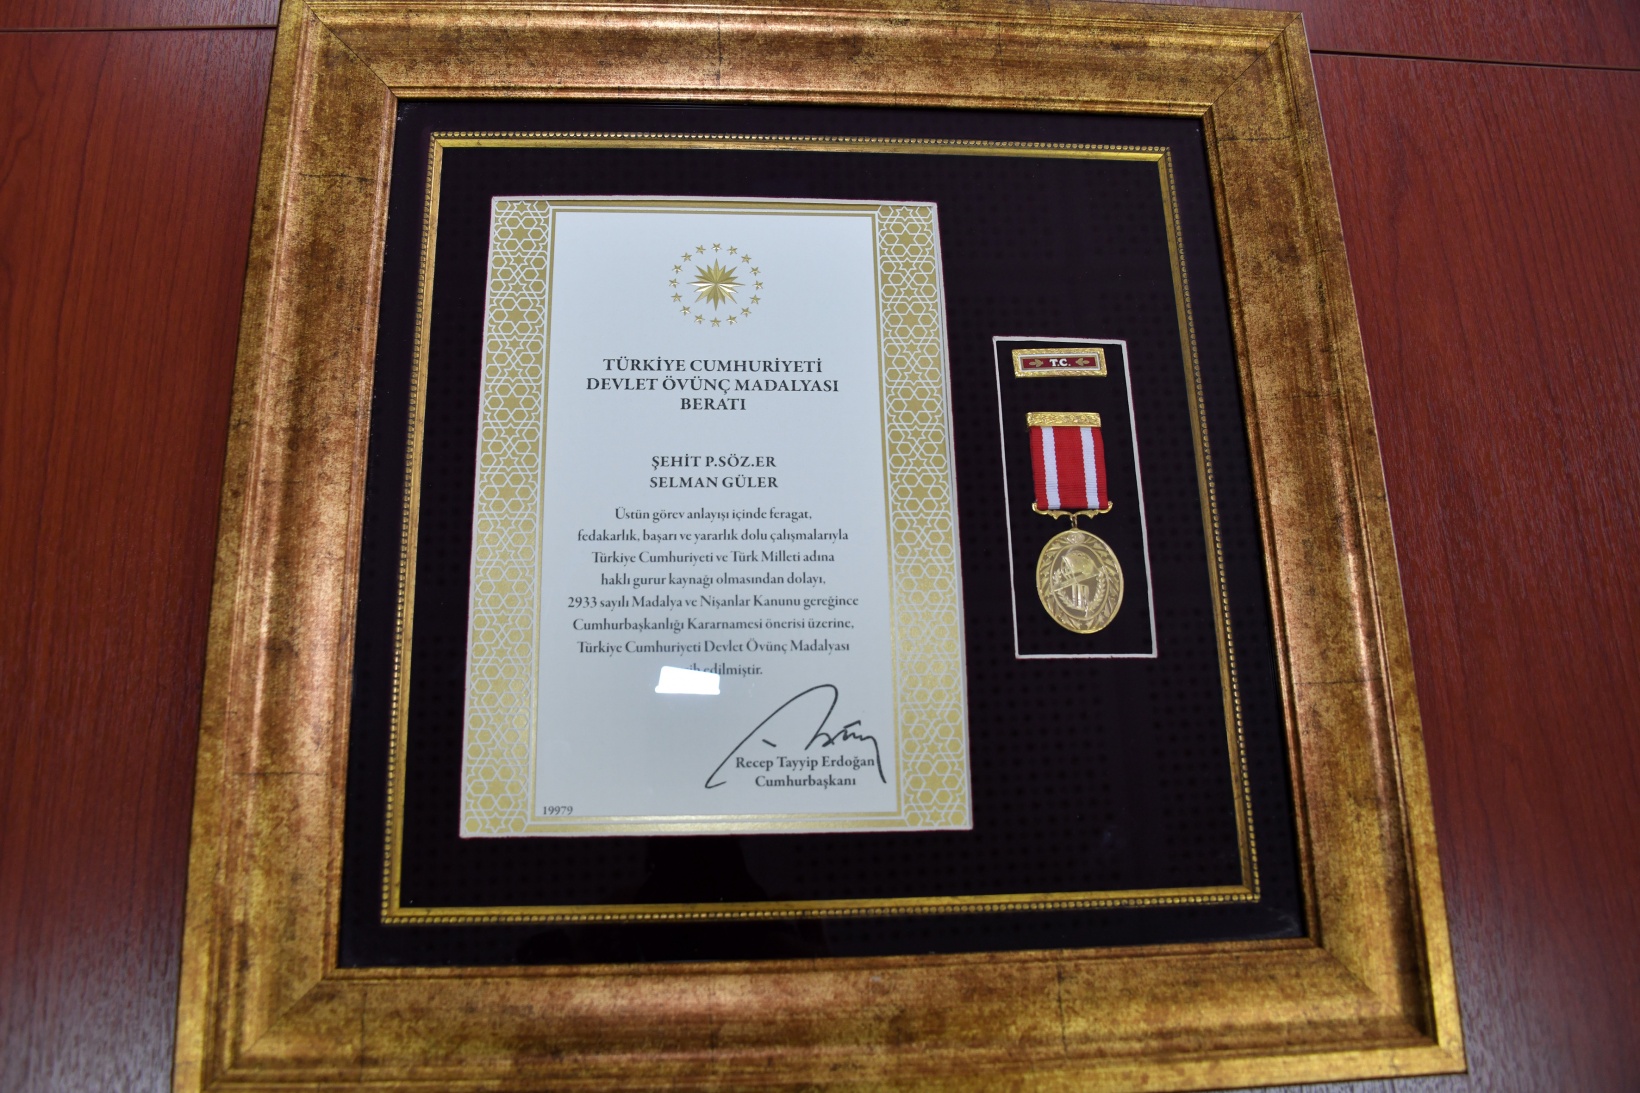 TÜRKİYE CUMHURİYETİ
DEVLET ÖVÜNÇ MADALYASI
BERATI
ŞEHİT P.SÖZ.ER
SELMAN GÜLER
Üstün görev anlayışı içinde feragat,
fedakarlık, başarı ve yararlık dolu çalışmalarıyla
Türkiye Cumhuriyeti ve Türk Milleti adına
haklı gurur kaynağı olmasından dolayı,
2933 sayılı Madalya ve Nişanlar Kanunu gereğince
Cumhurbaşkanlığı Kararnamesi önerisi üzerine,
Türkiye Cumhuriyeti Devlet Övünç Madalyası
edilmiştir.
Recep Tayyip Erdoğan
Cumhurbaşkanı
19979
T.C.